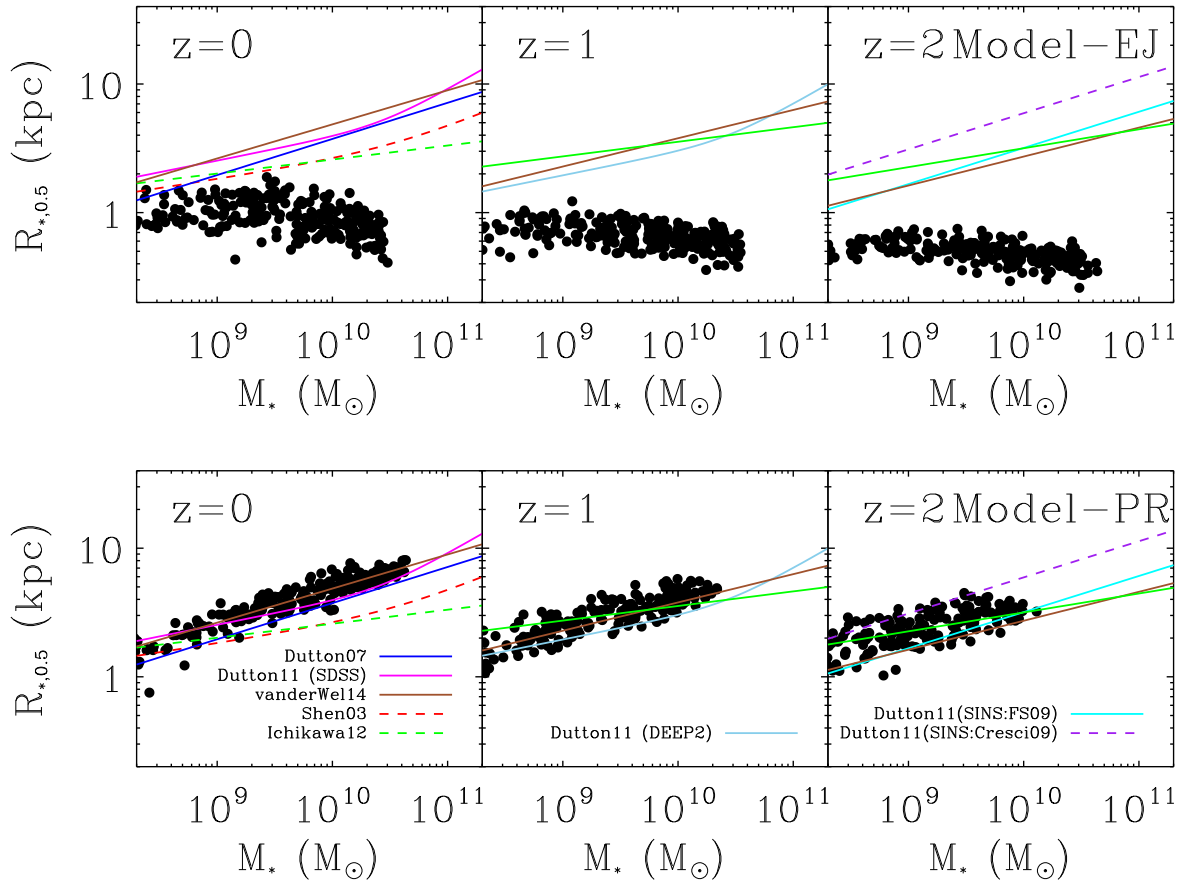 z=0
z=1
z=2 Model-EJ
10
1
R*,0.5 (kpc)
10^9 10^10 10^11
10^9 10^10 10^11
10^9 10^10 10^11
M* (M⊙)
M* (M⊙)
M* (M⊙)
z=0
z=1
z=2 Model-PR
10
1
R*,0.5 (kpc)
Dutton07
Dutton11 (SDSS)
vanderWel14
Shen03
Ichikawa12
Dutton11 (DEEP2)
Dutton11(SINS:FS09)
Dutton11(SINS:Cresci09)
10^9 10^10 10^11
10^9 10^10 10^11
10^9 10^10 10^11
M* (M⊙)
M* (M⊙)
M* (M⊙)